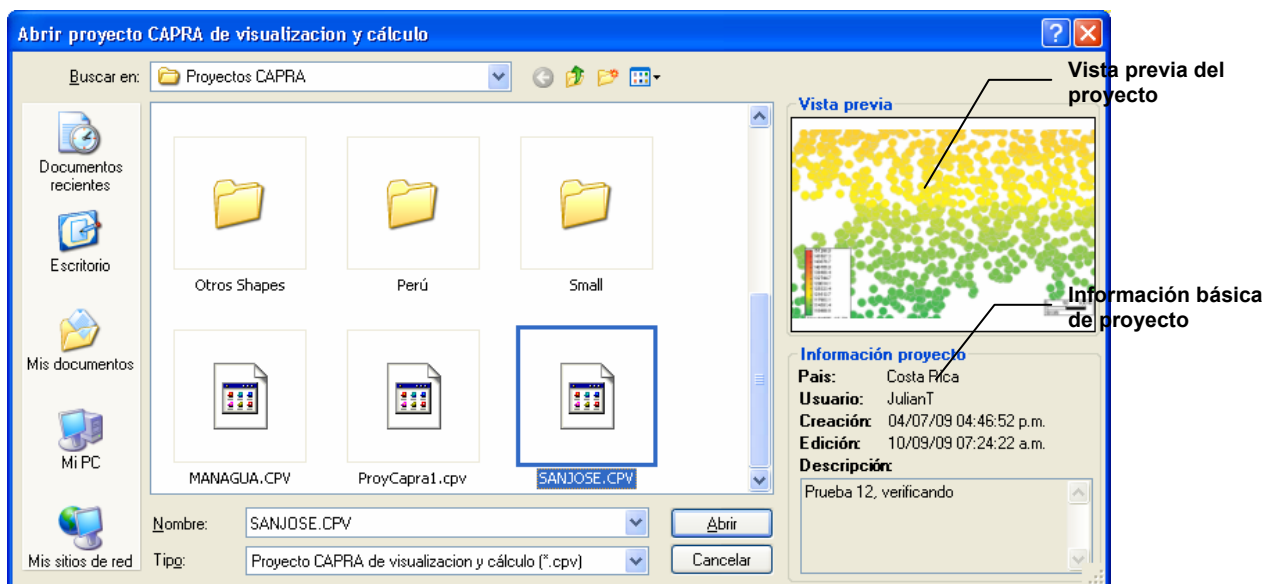 Abrir proyecto CAPRA de visualizacion y cálculo
Buscar en:
Proyectos CAPRA
Documentos
recientes
Escritorio
Mis documentos
Mi PC
Mis sitios de red
Otros Shapes
Perú
Small
MANAGUA.CPV
ProyCapra1.cpv
SANJOSE.CPV
Nombre:
SANJOSE.CPV
Abrir
Tipo:
Proyecto CAPRA de visualizacion y cálculo (*.cpv)
Cancelar
Vista previa
Vista previa del
proyecto
Información básica
de proyecto
Información proyecto
Pais: Costa Rica
Usuario: JulianT
Creación: 04/07/09 04:46:52 p.m.
Edición: 10/09/09 07:24:22 a.m.
Descripción:
Prueba 12, verificando